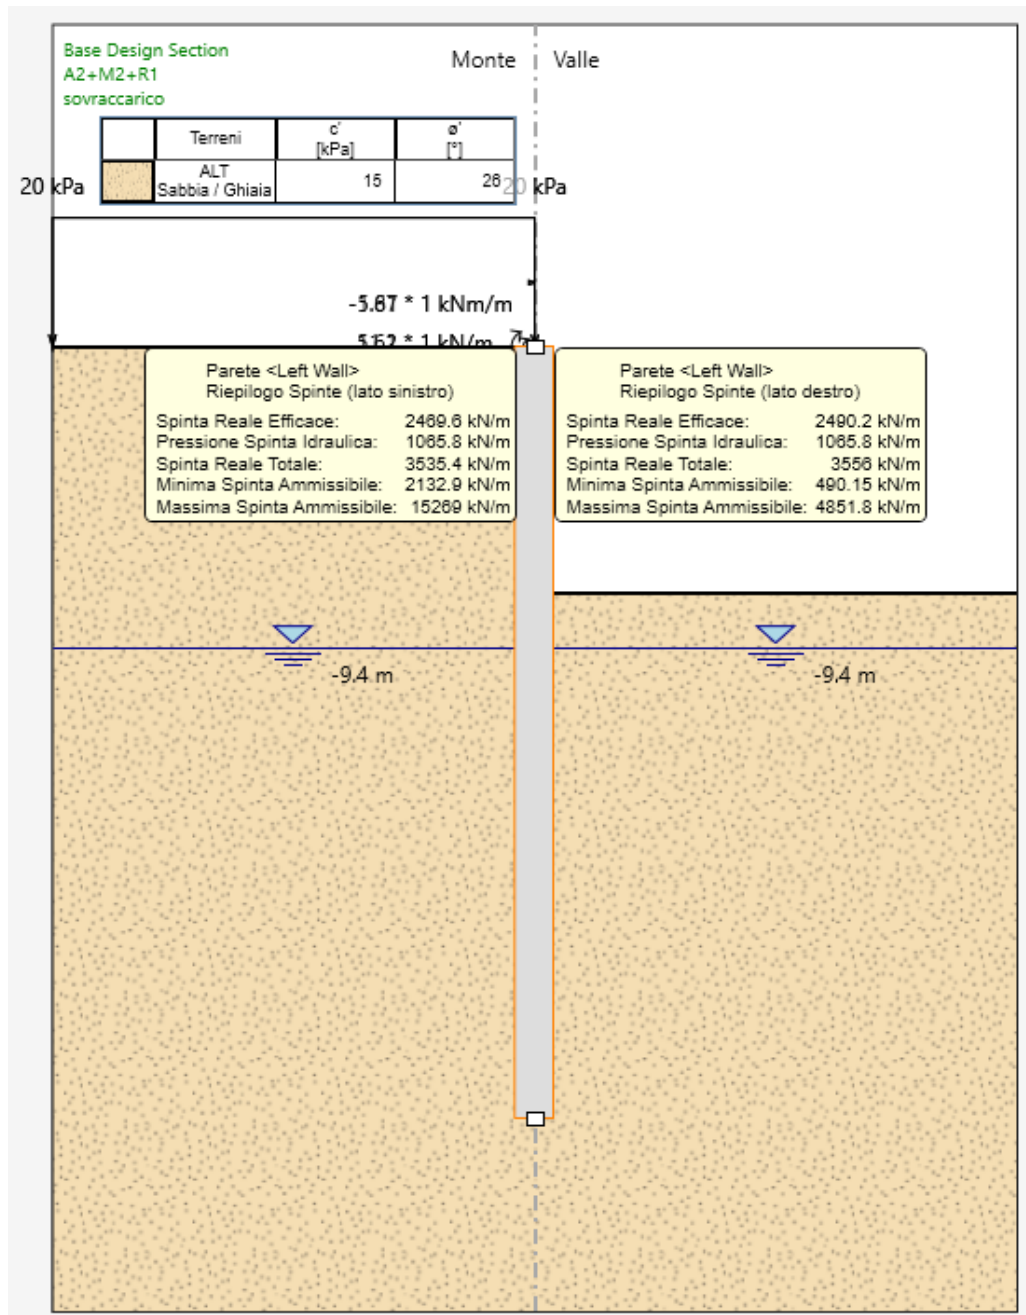 Base Design Section
A2+M2+R1
sovraccarico
Monte
Valle
Terreni c' [kPa] ø' [°]
ALT Sabbia / Ghiaia 15 26
20 kPa
20 kPa
* 1 kNm/m
* 1 kN/m
Parete <Left Wall>
Riepilogo Spinte (lato sinistro)
Spinta Reale Efficace: 2469.6 kN/m
Pressione Spinta Idraulica: 1065.8 kN/m
Spinta Reale Totale: 3535.4 kN/m
Minima Spinta Ammissibile: 2132.9 kN/m
Massima Spinta Ammissibile: 15269 kN/m
Parete <Left Wall>
Riepilogo Spinte (lato destro)
Spinta Reale Efficace: 2490.2 kN/m
Pressione Spinta Idraulica: 1065.8 kN/m
Spinta Reale Totale: 3556 kN/m
Minima Spinta Ammissibile: 490.15 kN/m
Massima Spinta Ammissibile: 4851.8 kN/m
-9.4 m
-9.4 m